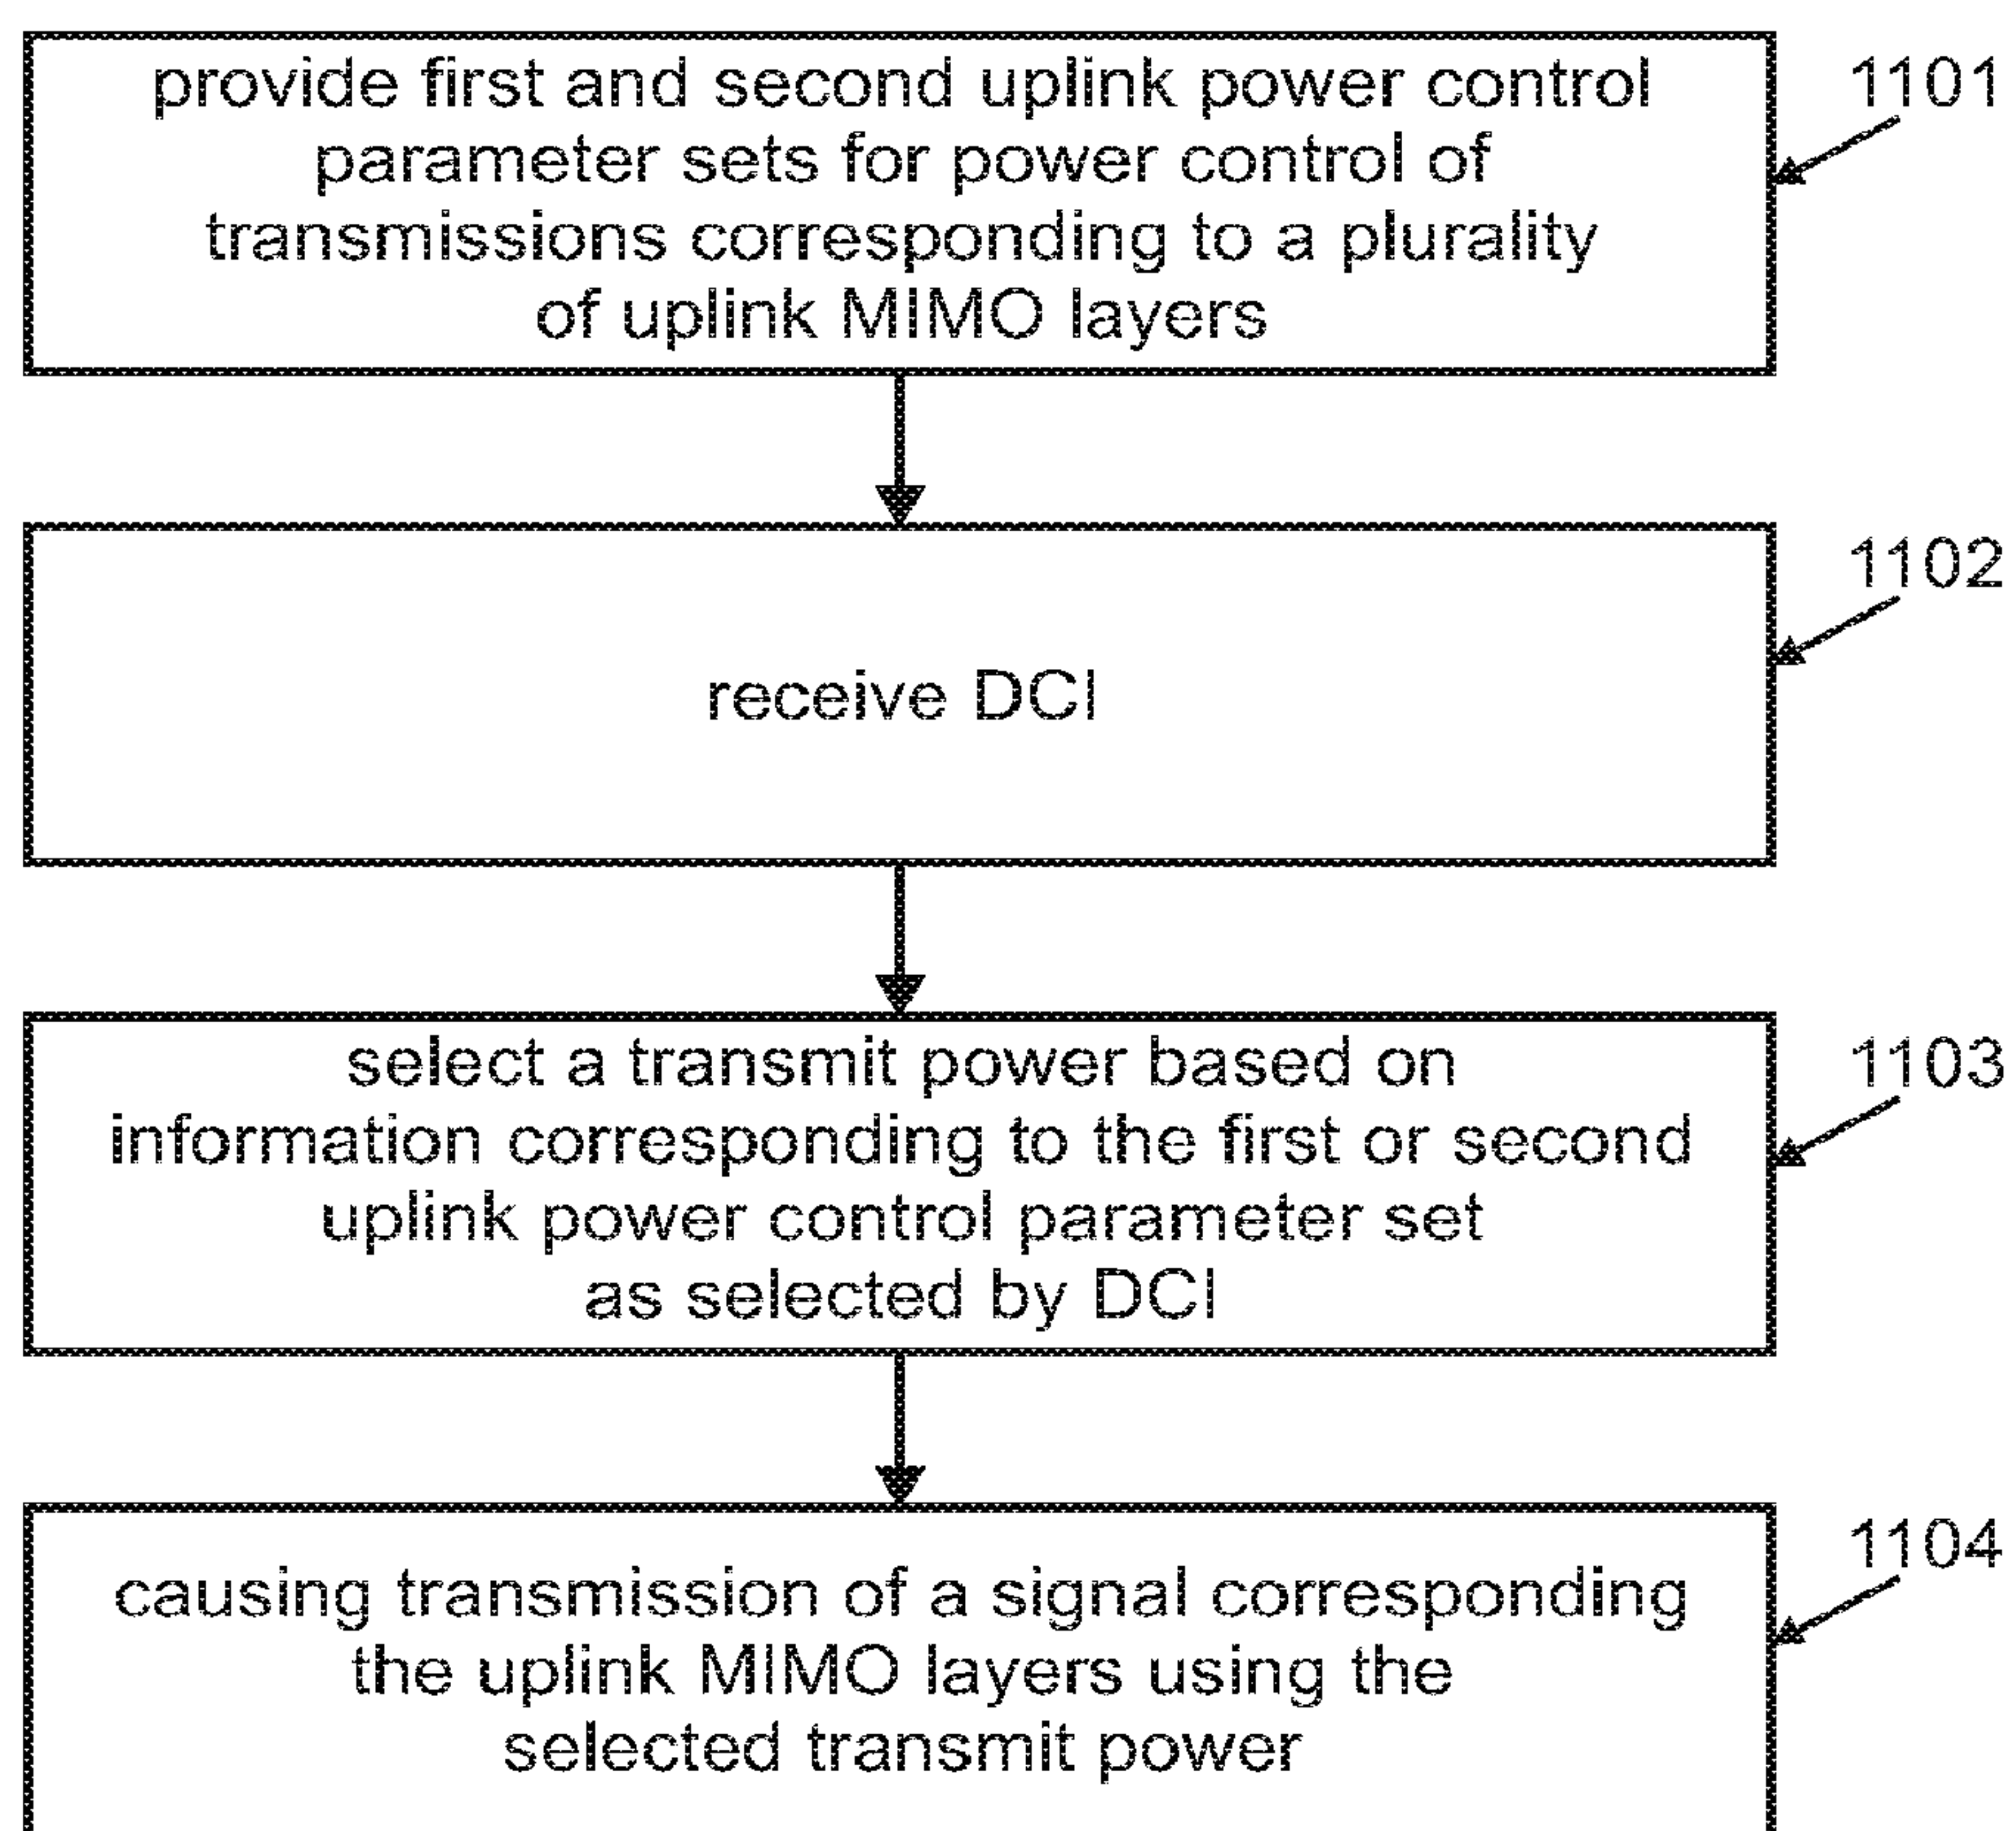 provide first and second uplink power control
parameter sets for power control of
transmissions corresponding to a plurality
of uplink MIMO layers
1101
receive DCI
1102
select a transmit power based on
information corresponding to the first or second
uplink power control parameter set
as selected by DCI
1103
causing transmission of a signal corresponding
the uplink MIMO layers using the
selected transmit power
1104